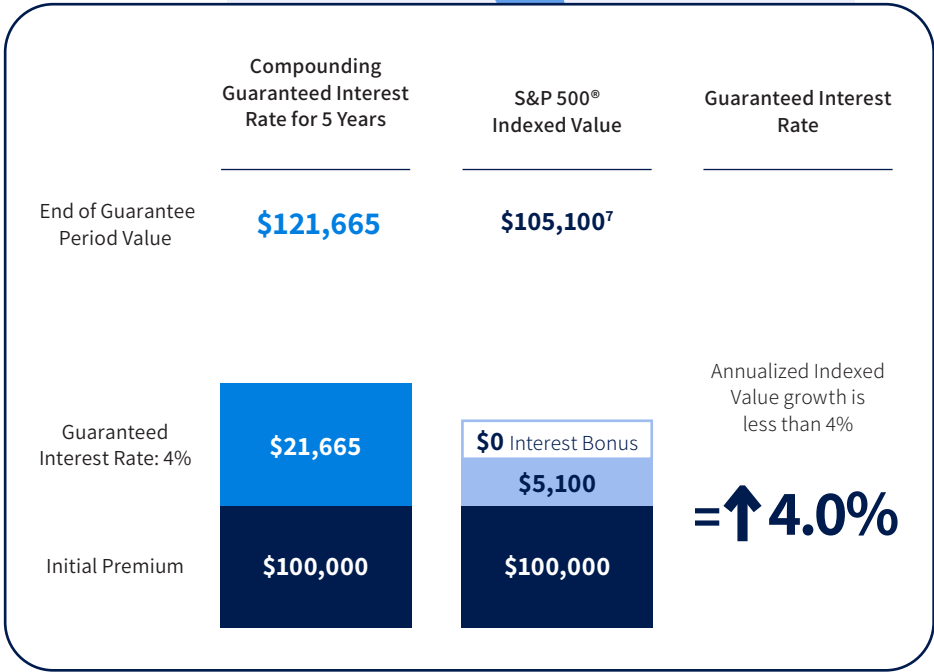 Compounding
Guaranteed Interest
Rate for 5 Years
S&P 500®
Indexed Value
Guaranteed Interest
Rate
End of Guarantee
Period Value
$121,665
$105,100⁷
Guaranteed
Interest Rate: 4%
$21,665
$0 Interest Bonus
$5,100
Annualized Indexed
Value growth is
less than 4%
=↑4.0%
Initial Premium
$100,000
$100,000